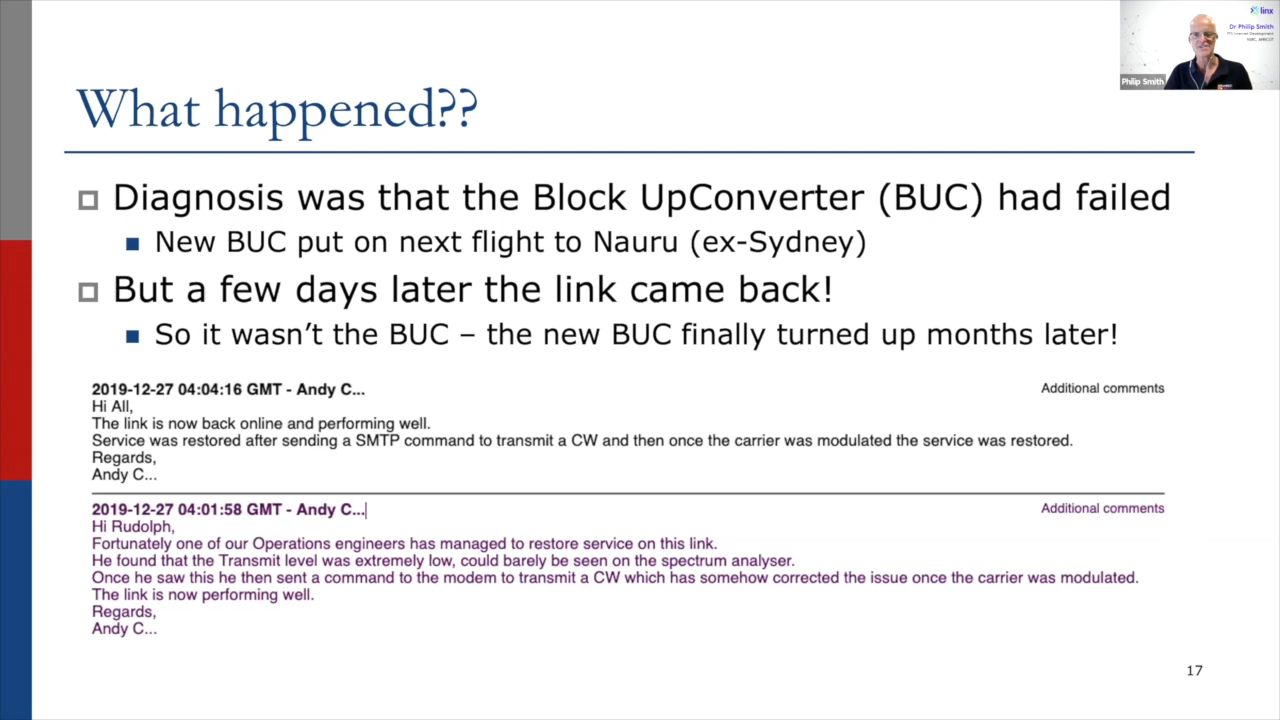 linx
Dr Philip Smith
Philip Smith
What happened??
Diagnosis was that the Block UpConverter (BUC) had failed
New BUC put on next flight to Nauru (ex-Sydney)
But a few days later the link came back!
So it wasn't the BUC – the new BUC finally turned up months later!
2019-12-27 04:04:16 GMT - Andy C... Additional comments
Hi All,
The link is now back online and performing well.
Service was restored after sending a SMTP command to transmit a CW and then once the carrier was modulated the service was restored.
Regards,
Andy C...
2019-12-27 04:01:58 GMT - Andy C... Additional comments
Hi Rudolph,
Fortunately one of our Operations engineers has managed to restore service on this link.
He found that the Transmit level was extremely low, could barely be seen on the spectrum analyser.
Once he saw this he then sent a command to the modem to transmit a CW which has somehow corrected the issue once the carrier was modulated.
The link is now performing well.
Regards,
Andy C...
17